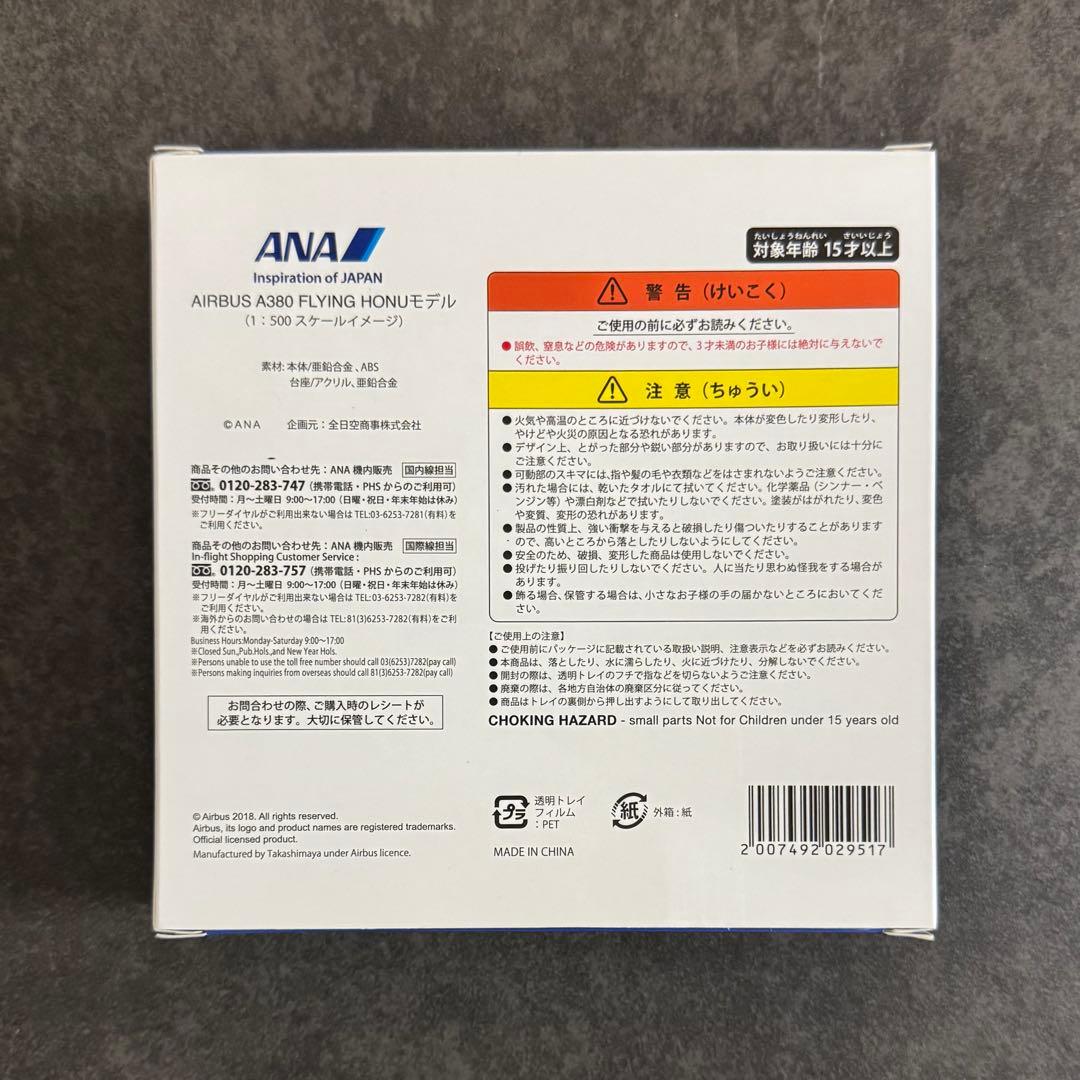 ANA
Inspiration of JAPAN
AIRBUS A380 FLYING HONUモデル
（1：500 スケールイメージ）
素材: 本体/亜鉛合金、ABS
台座/アクリル、亜鉛合金
©ANA 企画元：全日空商事株式会社
商品その他のお問い合わせ先：ANA 機内販売 国内線担当
0120-283-747（携帯電話・PHS からのご利用可）
受付時間：月〜土曜日 9:00〜17:00（日曜・祝日・年末年始は休み）
※フリーダイヤルがご利用出来ない場合は TEL:03-6253-7281(有料)を
ご利用ください。
商品その他のお問い合わせ先：ANA 機内販売 国際線担当
In-flight Shopping Customer Service :
0120-283-757（携帯電話・PHS からのご利用可）
受付時間：月〜土曜日 9:00〜17:00（日曜・祝日・年末年始は休み）
※フリーダイヤルがご利用出来ない場合は TEL:03-6253-7282(有料)を
ご利用ください。
※海外からのお問い合わせの場合は TEL:81(3)6253-7282(有料)をご利
用ください。
Business Hours:Monday-Saturday 9:00〜17:00
※Closed Sun,Pub.Hols.,and New Year Hols.
※Persons unable to use the toll free number should call 03(6253)7282(pay call)
※Persons making inquiries from overseas should call 81(3)6253-7282(pay call)
お問合わせの際、ご購入時のレシートが
必要となります。大切に保管してください。
© Airbus 2018. All rights reserved.
Airbus, its logo and product names are registered trademarks.
Official licensed product.
Manufactured by Takashimaya under Airbus licence.
たいしょうねんれい さいいじょう
対象年齢 15才以上
警 告（けいこく）
ご使用の前に必ずお読みください。
●誤飲、窒息などの危険がありますので、3才未満のお子様には絶対に与えないで
ください。
注 意（ちゅうい）
●火気や高温のところに近づけないでください。本体が変色したり変形したり、
やけどや火災の原因となる恐れがあります。
●デザイン上、とがった部分や鋭い部分がありますので、お取り扱いには十分に
ご注意ください。
●可動部のスキマには、指や髪の毛や衣類などをはさまれないようご注意ください。
●汚れた場合には、乾いたタオルにて拭いてください。化学薬品（シンナー・ベ
ンジン等）や漂白剤などで拭いたりしないでください。塗装がはがれたり、変色
や変質、変形の恐れがあります。
●製品の性質上、強い衝撃を与えると破損したり傷ついたりすることがあります
ので、高いところから落としたりしないようにしてください。
●安全のため、破損、変形した商品は使用しないでください。
●投げたり振り回したりしないでください。人に当たり思わぬ怪我をする場合が
あります。
●飾る場合、保管する場合は、小さなお子様の手の届かないところにおいてくだ
さい。
【ご使用上の注意】
●ご使用前にパッケージに記載されている取扱い説明、注意表示などを必ずお読みください。
●本商品は、落としたり、水に濡らしたり、火に近づけたり、分解しないでください。
●開封の際は、透明トレイのフチで指などを切らないようご注意ください。
●廃棄の際は、各地方自治体の廃棄区分に従ってください。
●商品はトレイの裏側から押し出すようにして取り出してください。
CHOKING HAZARD - small parts Not for Children under 15 years old
プラ
透明トレイ
フィルム
：PET
紙
外箱：紙
MADE IN CHINA
2 007492 029517